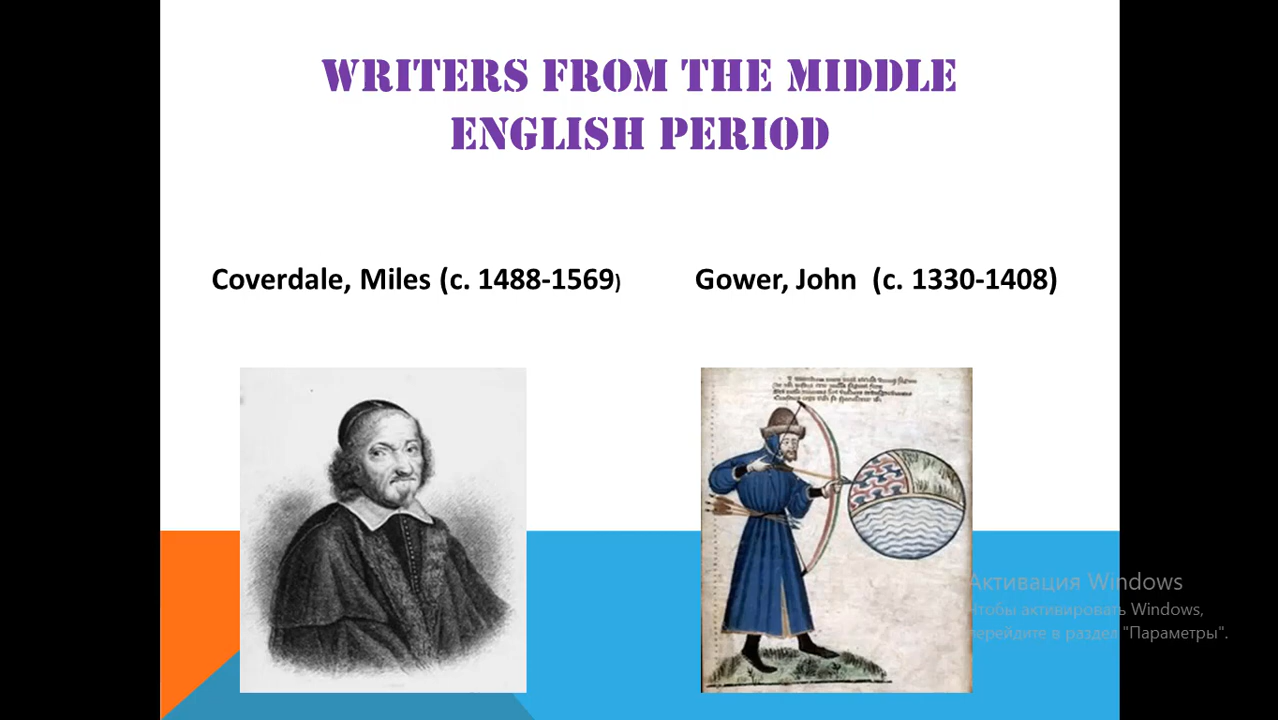 WRITERS FROM THE MIDDLE
ENGLISH PERIOD
Coverdale, Miles (c. 1488-1569)
Gower, John (c. 1330-1408)
Активация Windows
Чтобы активировать Windows,
перейдите в раздел "Параметры".